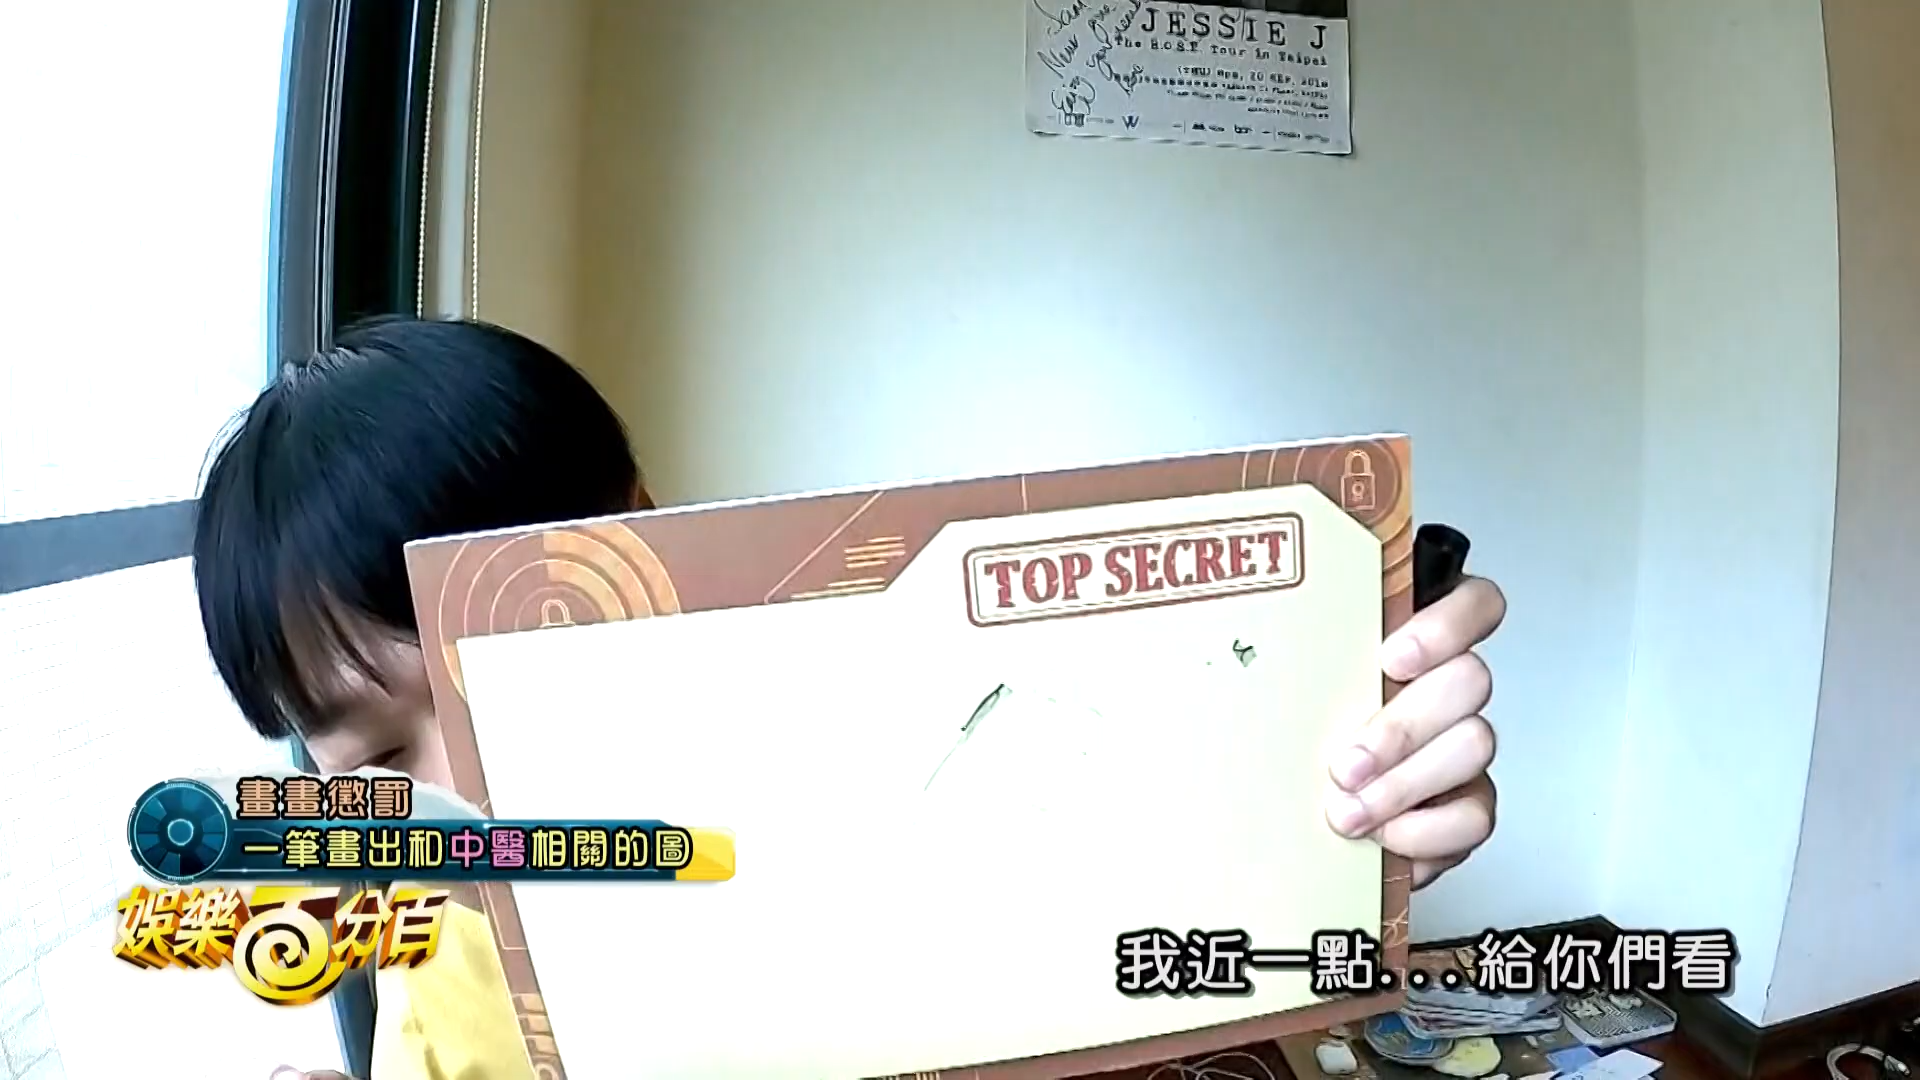 JESSIE J
The R.O.S.E. Tour in Taipei
TOP SECRET
畫畫懲罰
一筆畫出和中醫相關的圖
娛樂百分百
我近一點...給你們看